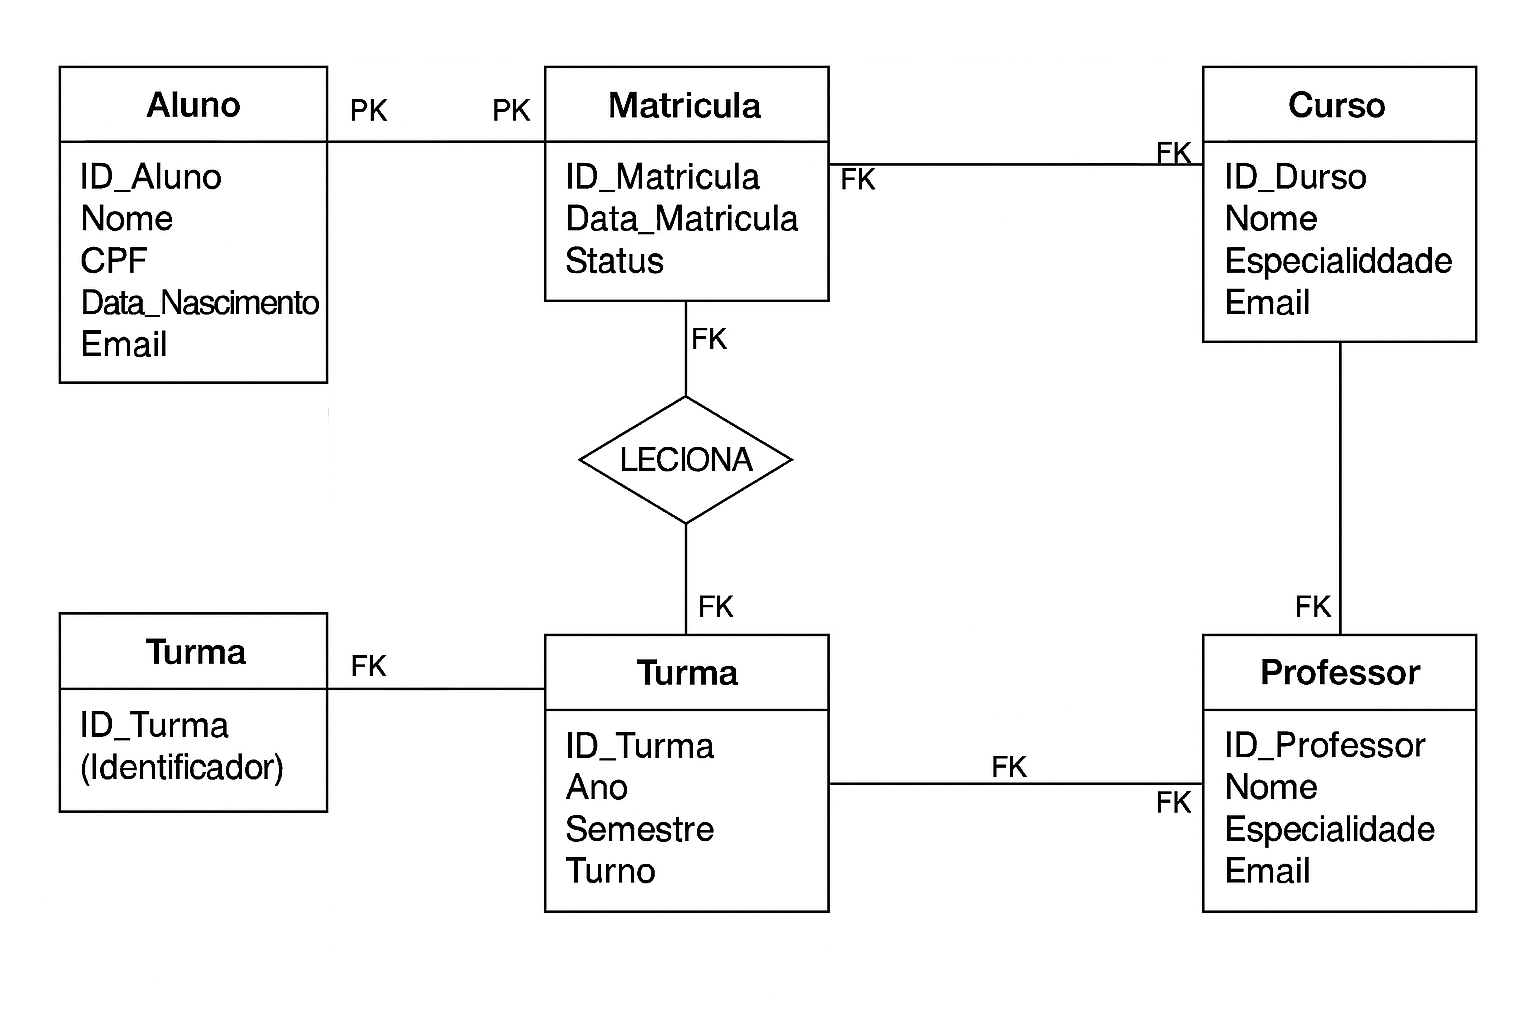 Aluno
ID_Aluno
Nome
CPF
Data_Nascimento
Email
PK
PK
Matricula
ID_Matricula
Data_Matricula
Status
FK
FK
Curso
ID_Durso
Nome
Especialiddade
Email
FK
LECIONA
FK
FK
Turma
ID_Turma
(Identificador)
FK
Turma
ID_Turma
Ano
Semestre
Turno
FK
FK
Professor
ID_Professor
Nome
Especialidade
Email